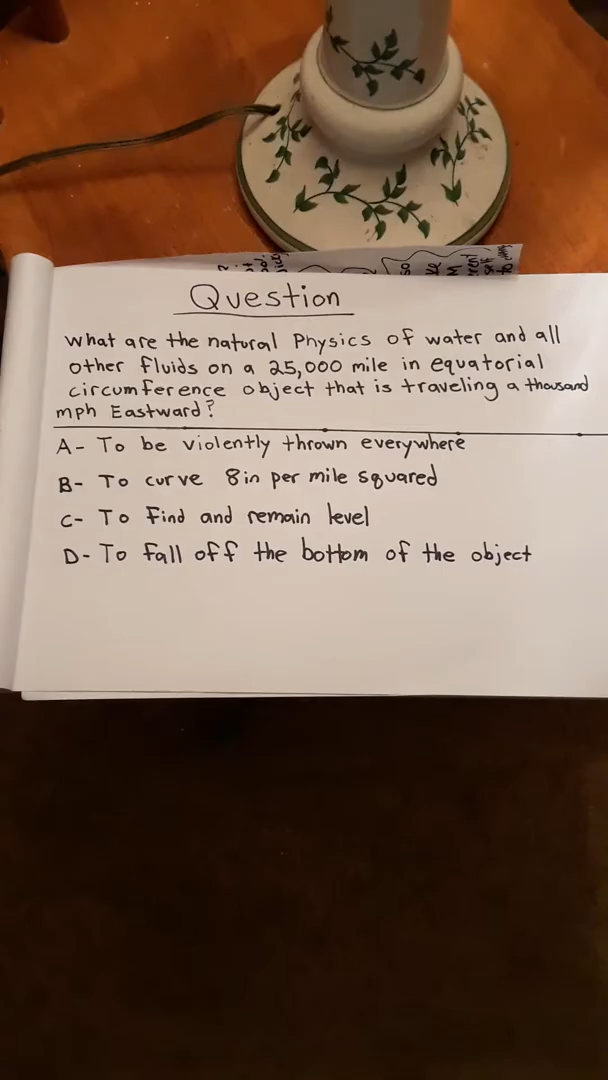 Question
What are the natural Physics of water and all
other fluids on a 25,000 mile in equatorial
circumference object that is traveling a thousand
mph Eastward?
A- To be violently thrown everywhere
B- To curve 8in per mile squared
C- To Find and remain level
D- To fall off the bottom of the object